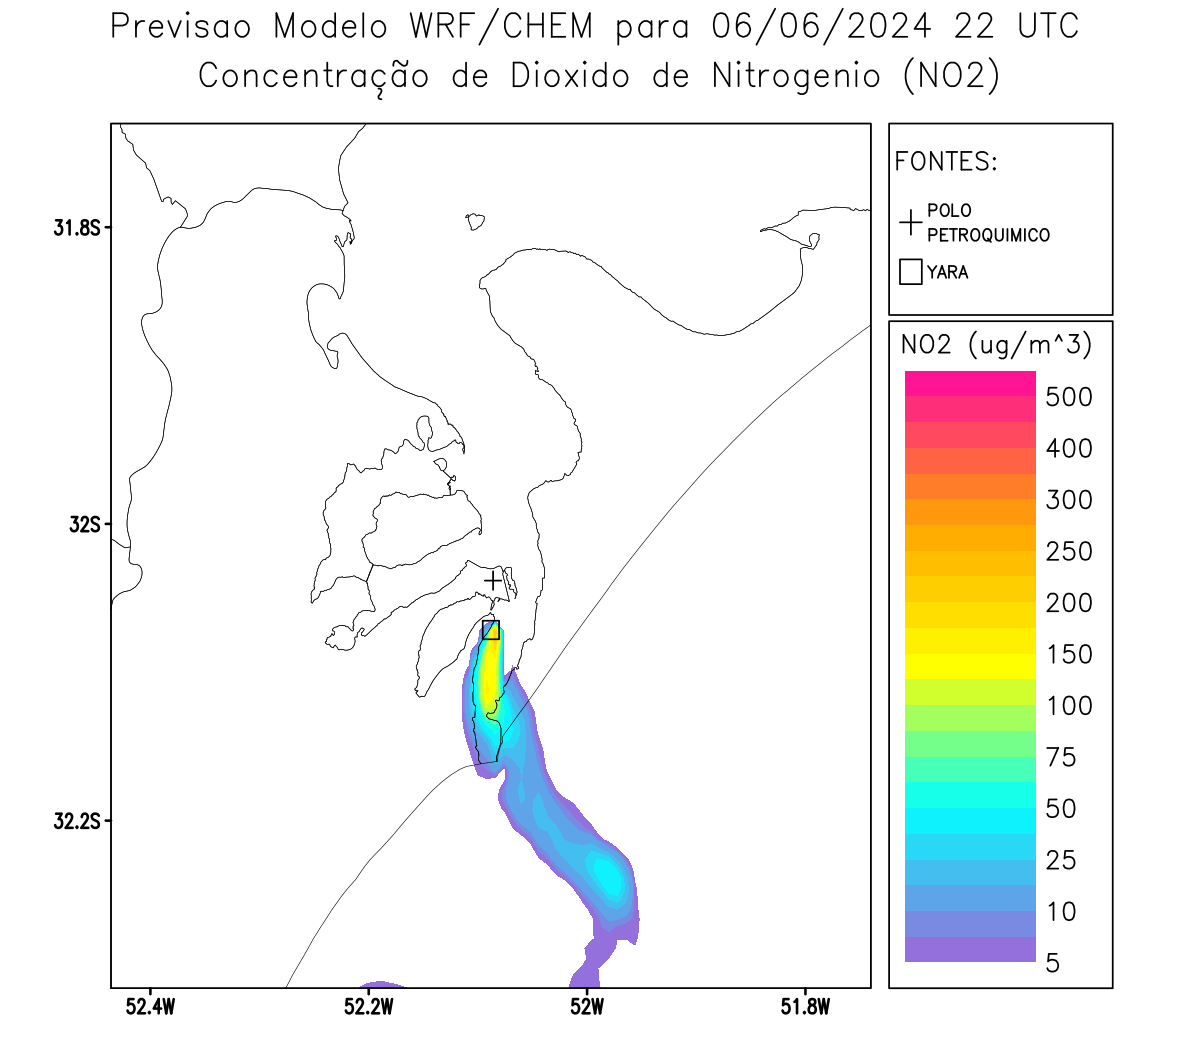 Previsao Modelo WRF/CHEM para 06/06/2024 22 UTC
Concentração de Dioxido de Nitrogenio (NO2)
FONTES:
POLO
PETROQUIMICO
YARA
NO2 (ug/m^3)
500
400
300
250
200
150
100
75
50
25
10
5
31.8S
32S
32.2S
52.4W
52.2W
52W
51.8W